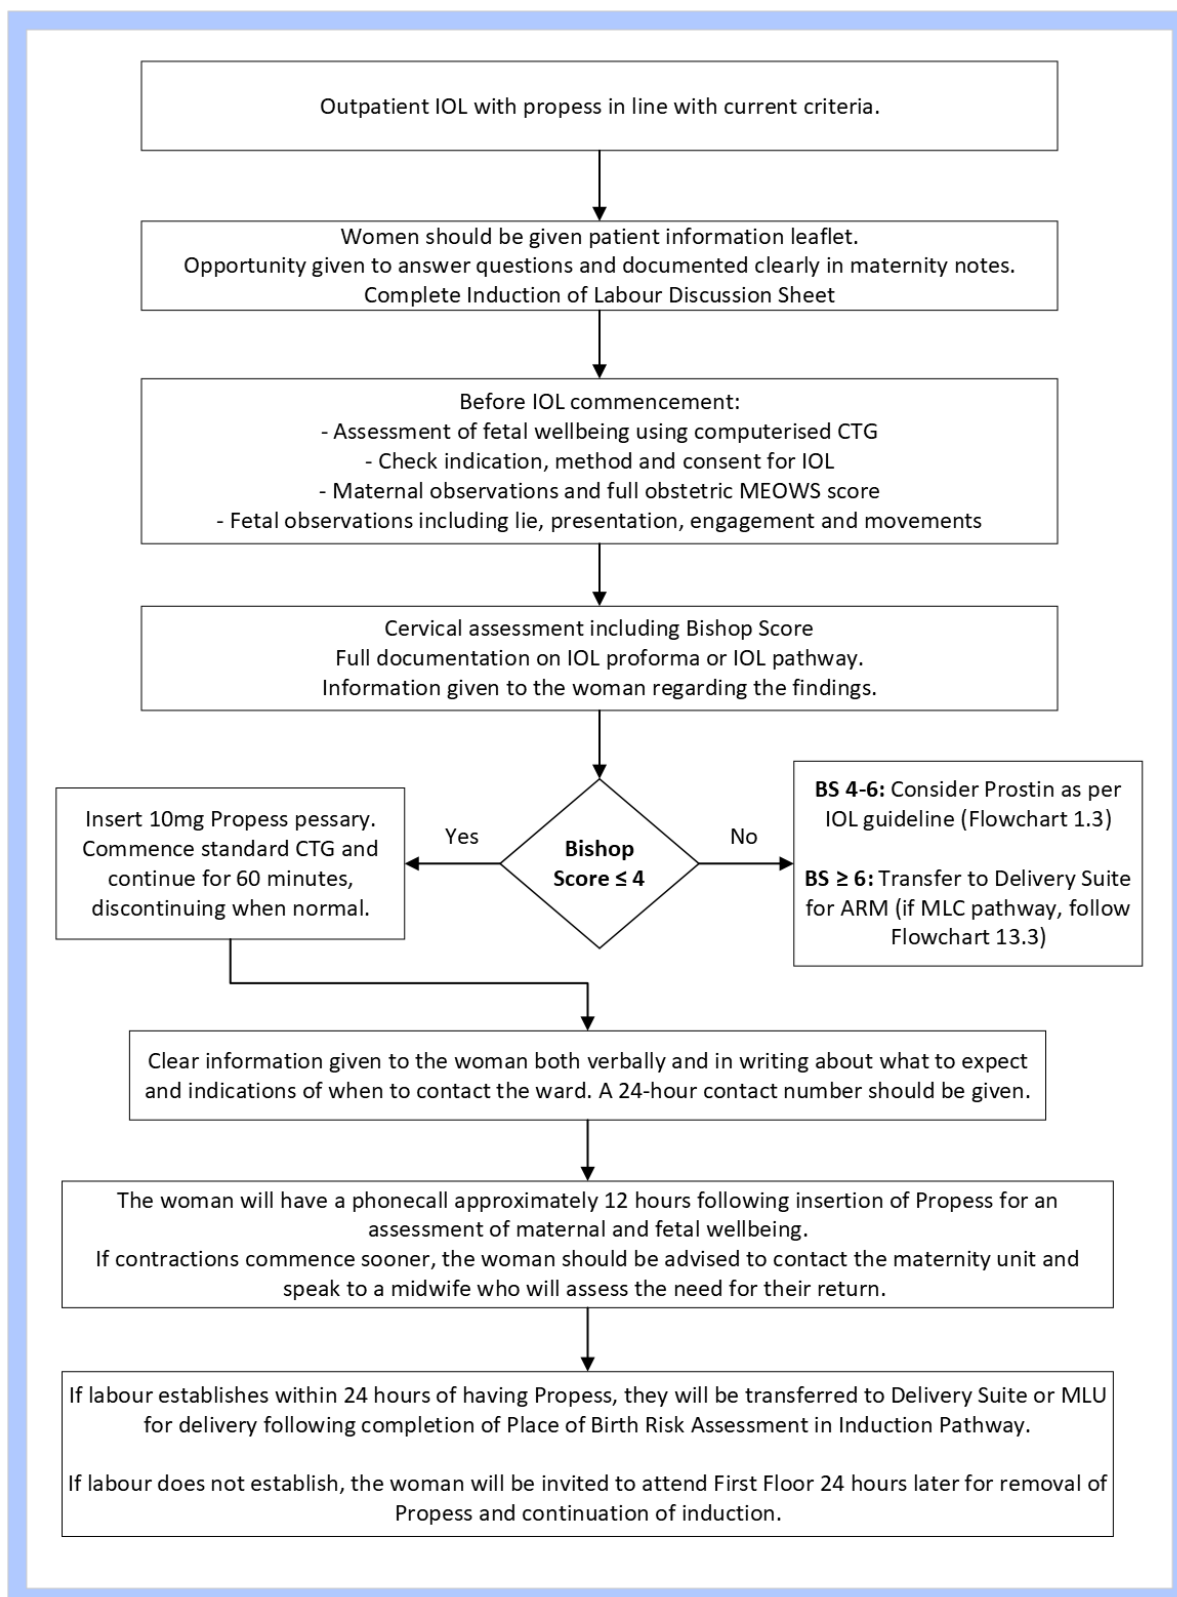 Outpatient IOL with propess in line with current criteria.
Women should be given patient information leaflet.
Opportunity given to answer questions and documented clearly in maternity notes.
Complete Induction of Labour Discussion Sheet
Before IOL commencement:
- Assessment of fetal wellbeing using computerised CTG
- Check indication, method and consent for IOL
- Maternal observations and full obstetric MEOWS score
- Fetal observations including lie, presentation, engagement and movements
Cervical assessment including Bishop Score
Full documentation on IOL proforma or IOL pathway.
Information given to the woman regarding the findings.
Insert 10mg Propess pessary.
Commence standard CTG and
continue for 60 minutes,
discontinuing when normal.
Yes
Bishop
Score ≤ 4
No
BS 4-6: Consider Prostin as per
IOL guideline (Flowchart 1.3)
BS ≥ 6: Transfer to Delivery Suite
for ARM (if MLC pathway, follow
Flowchart 13.3)
Clear information given to the woman both verbally and in writing about what to expect
and indications of when to contact the ward. A 24-hour contact number should be given.
The woman will have a phonecall approximately 12 hours following insertion of Propess for an
assessment of maternal and fetal wellbeing.
If contractions commence sooner, the woman should be advised to contact the maternity unit and
speak to a midwife who will assess the need for their return.
If labour establishes within 24 hours of having Propess, they will be transferred to Delivery Suite or MLU
for delivery following completion of Place of Birth Risk Assessment in Induction Pathway.
If labour does not establish, the woman will be invited to attend First Floor 24 hours later for removal of
Propess and continuation of induction.